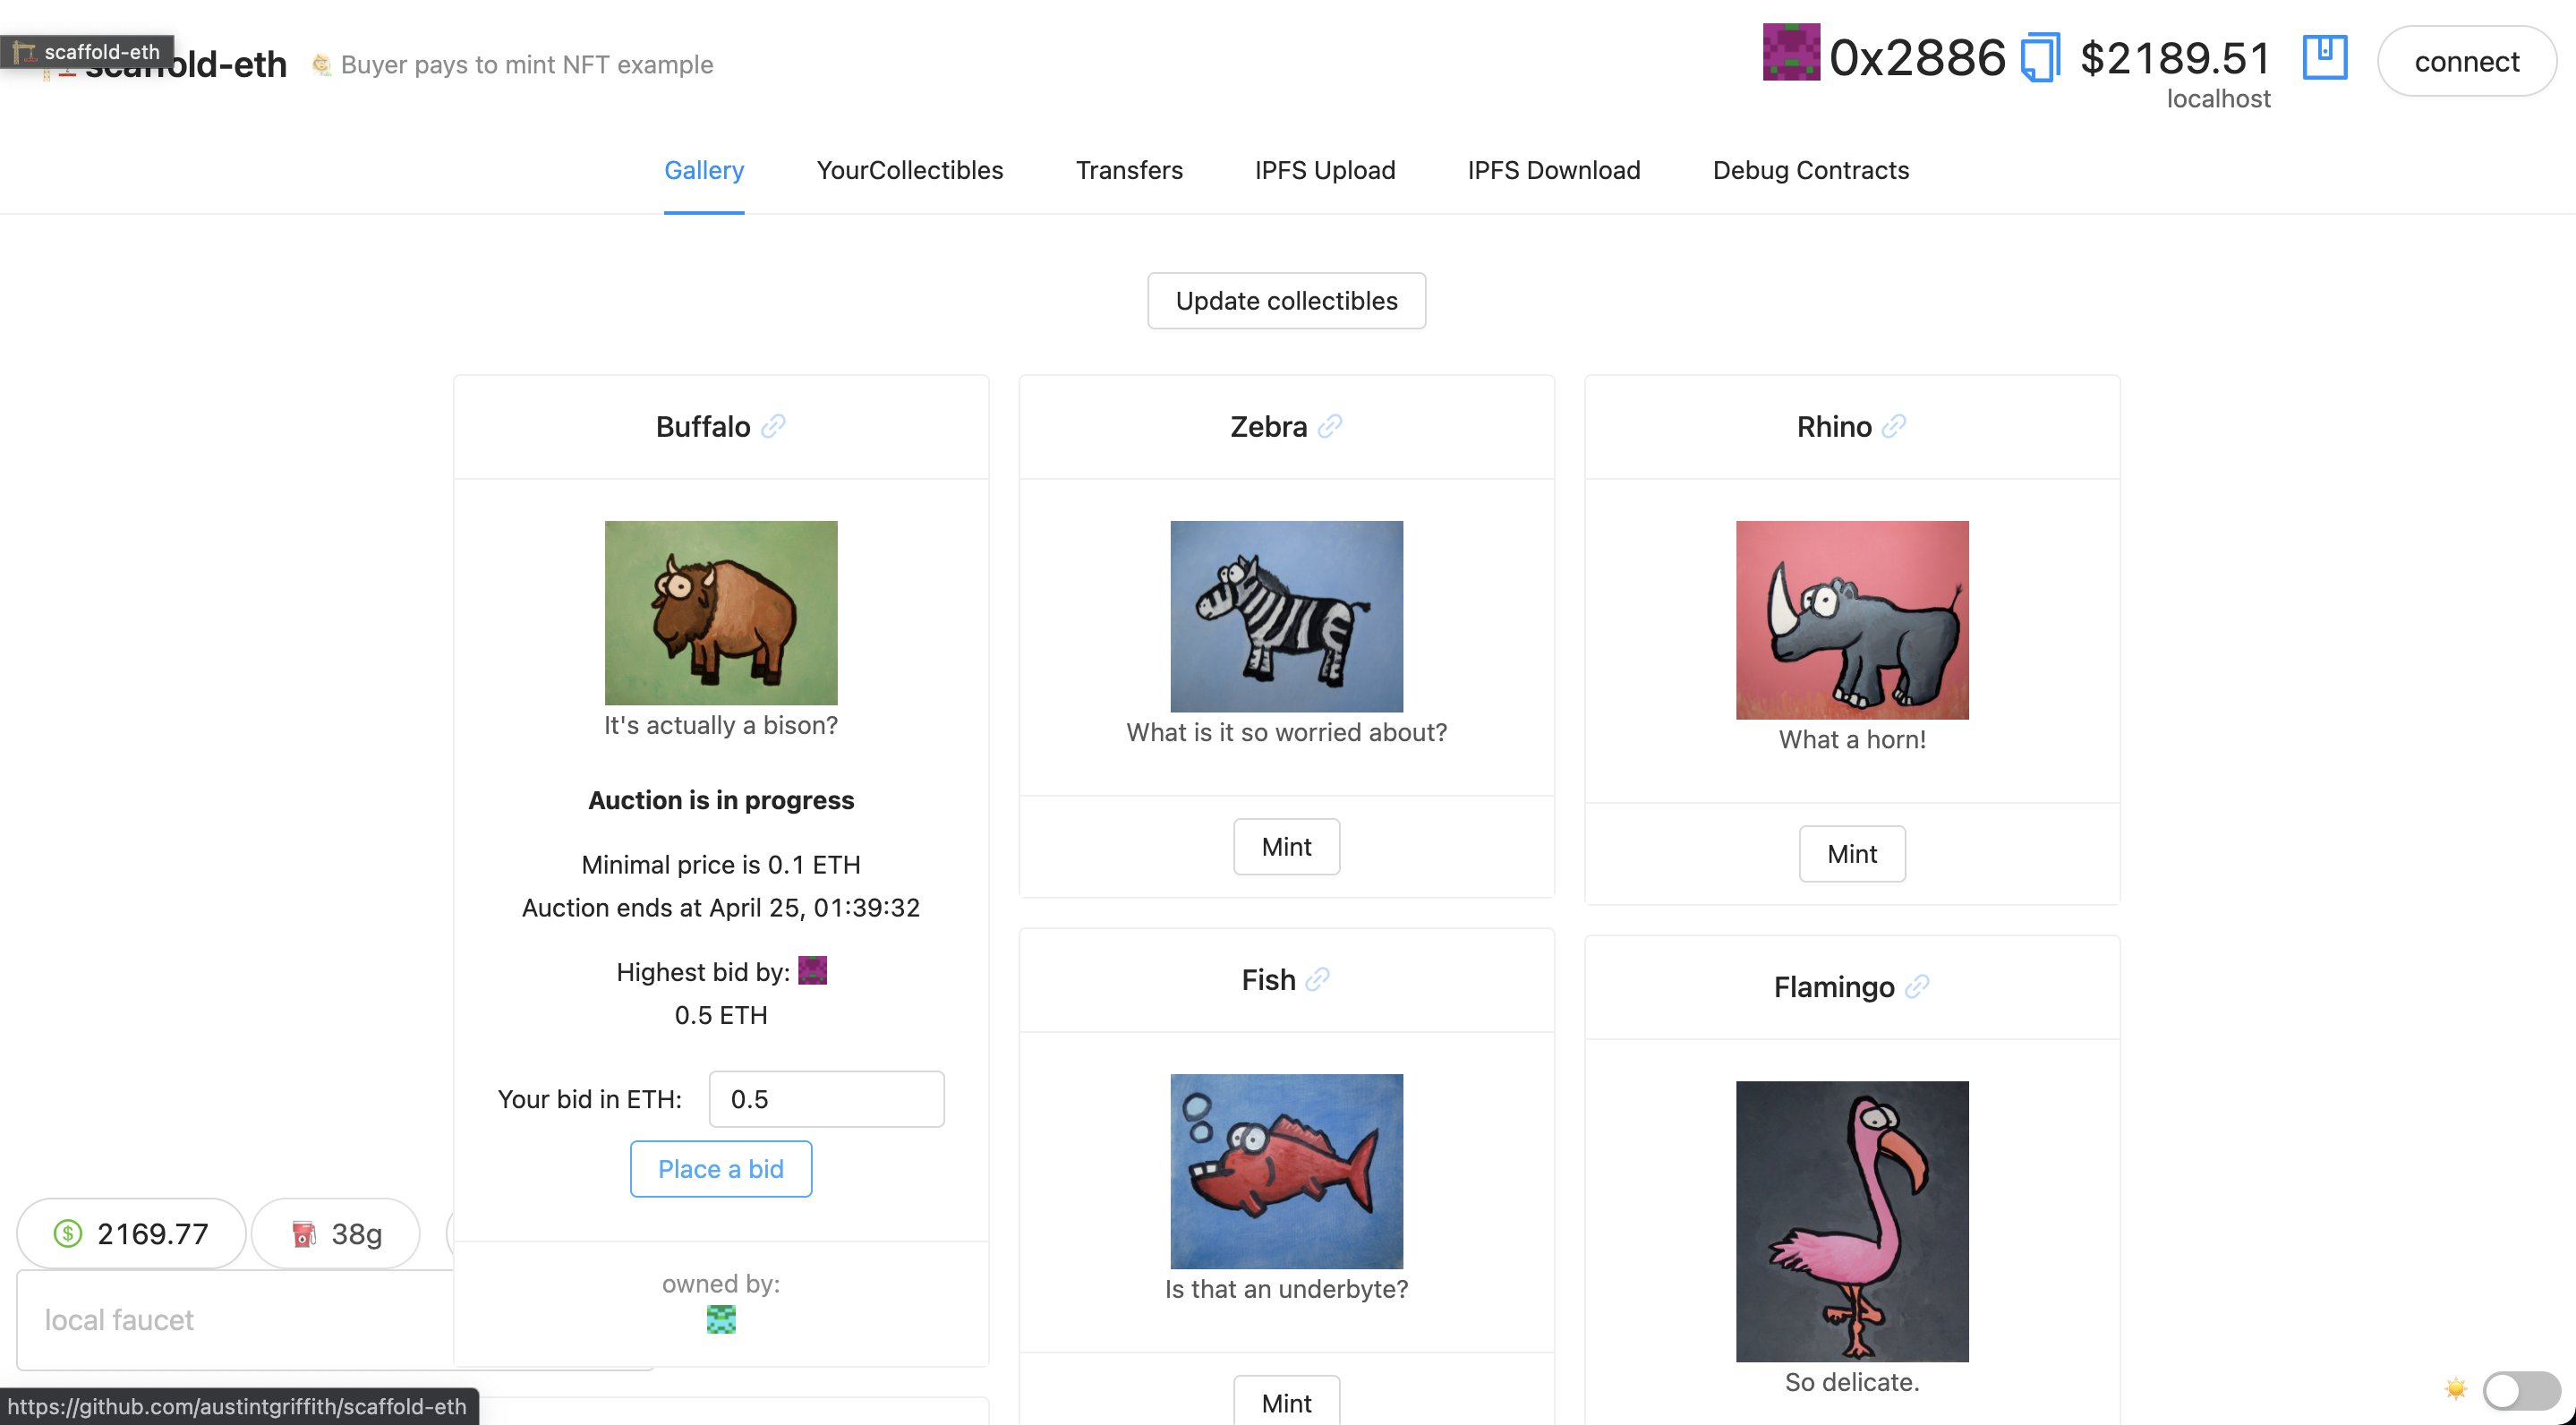 scaffold-eth
scaffold-eth
Buyer pays to mint NFT example
0x2886
$2189.51
localhost
connect
Gallery
YourCollectibles
Transfers
IPFS Upload
IPFS Download
Debug Contracts
Update collectibles
Buffalo
It's actually a bison?
Auction is in progress
Minimal price is 0.1 ETH
Auction ends at April 25, 01:39:32
Highest bid by:
0.5 ETH
Your bid in ETH: 0.5
Place a bid
owned by:
Zebra
What is it so worried about?
Mint
Fish
Is that an underbyte?
Mint
Rhino
What a horn!
Mint
Flamingo
So delicate.
2169.77
38g
local faucet
https://github.com/austintgriffith/scaffold-eth